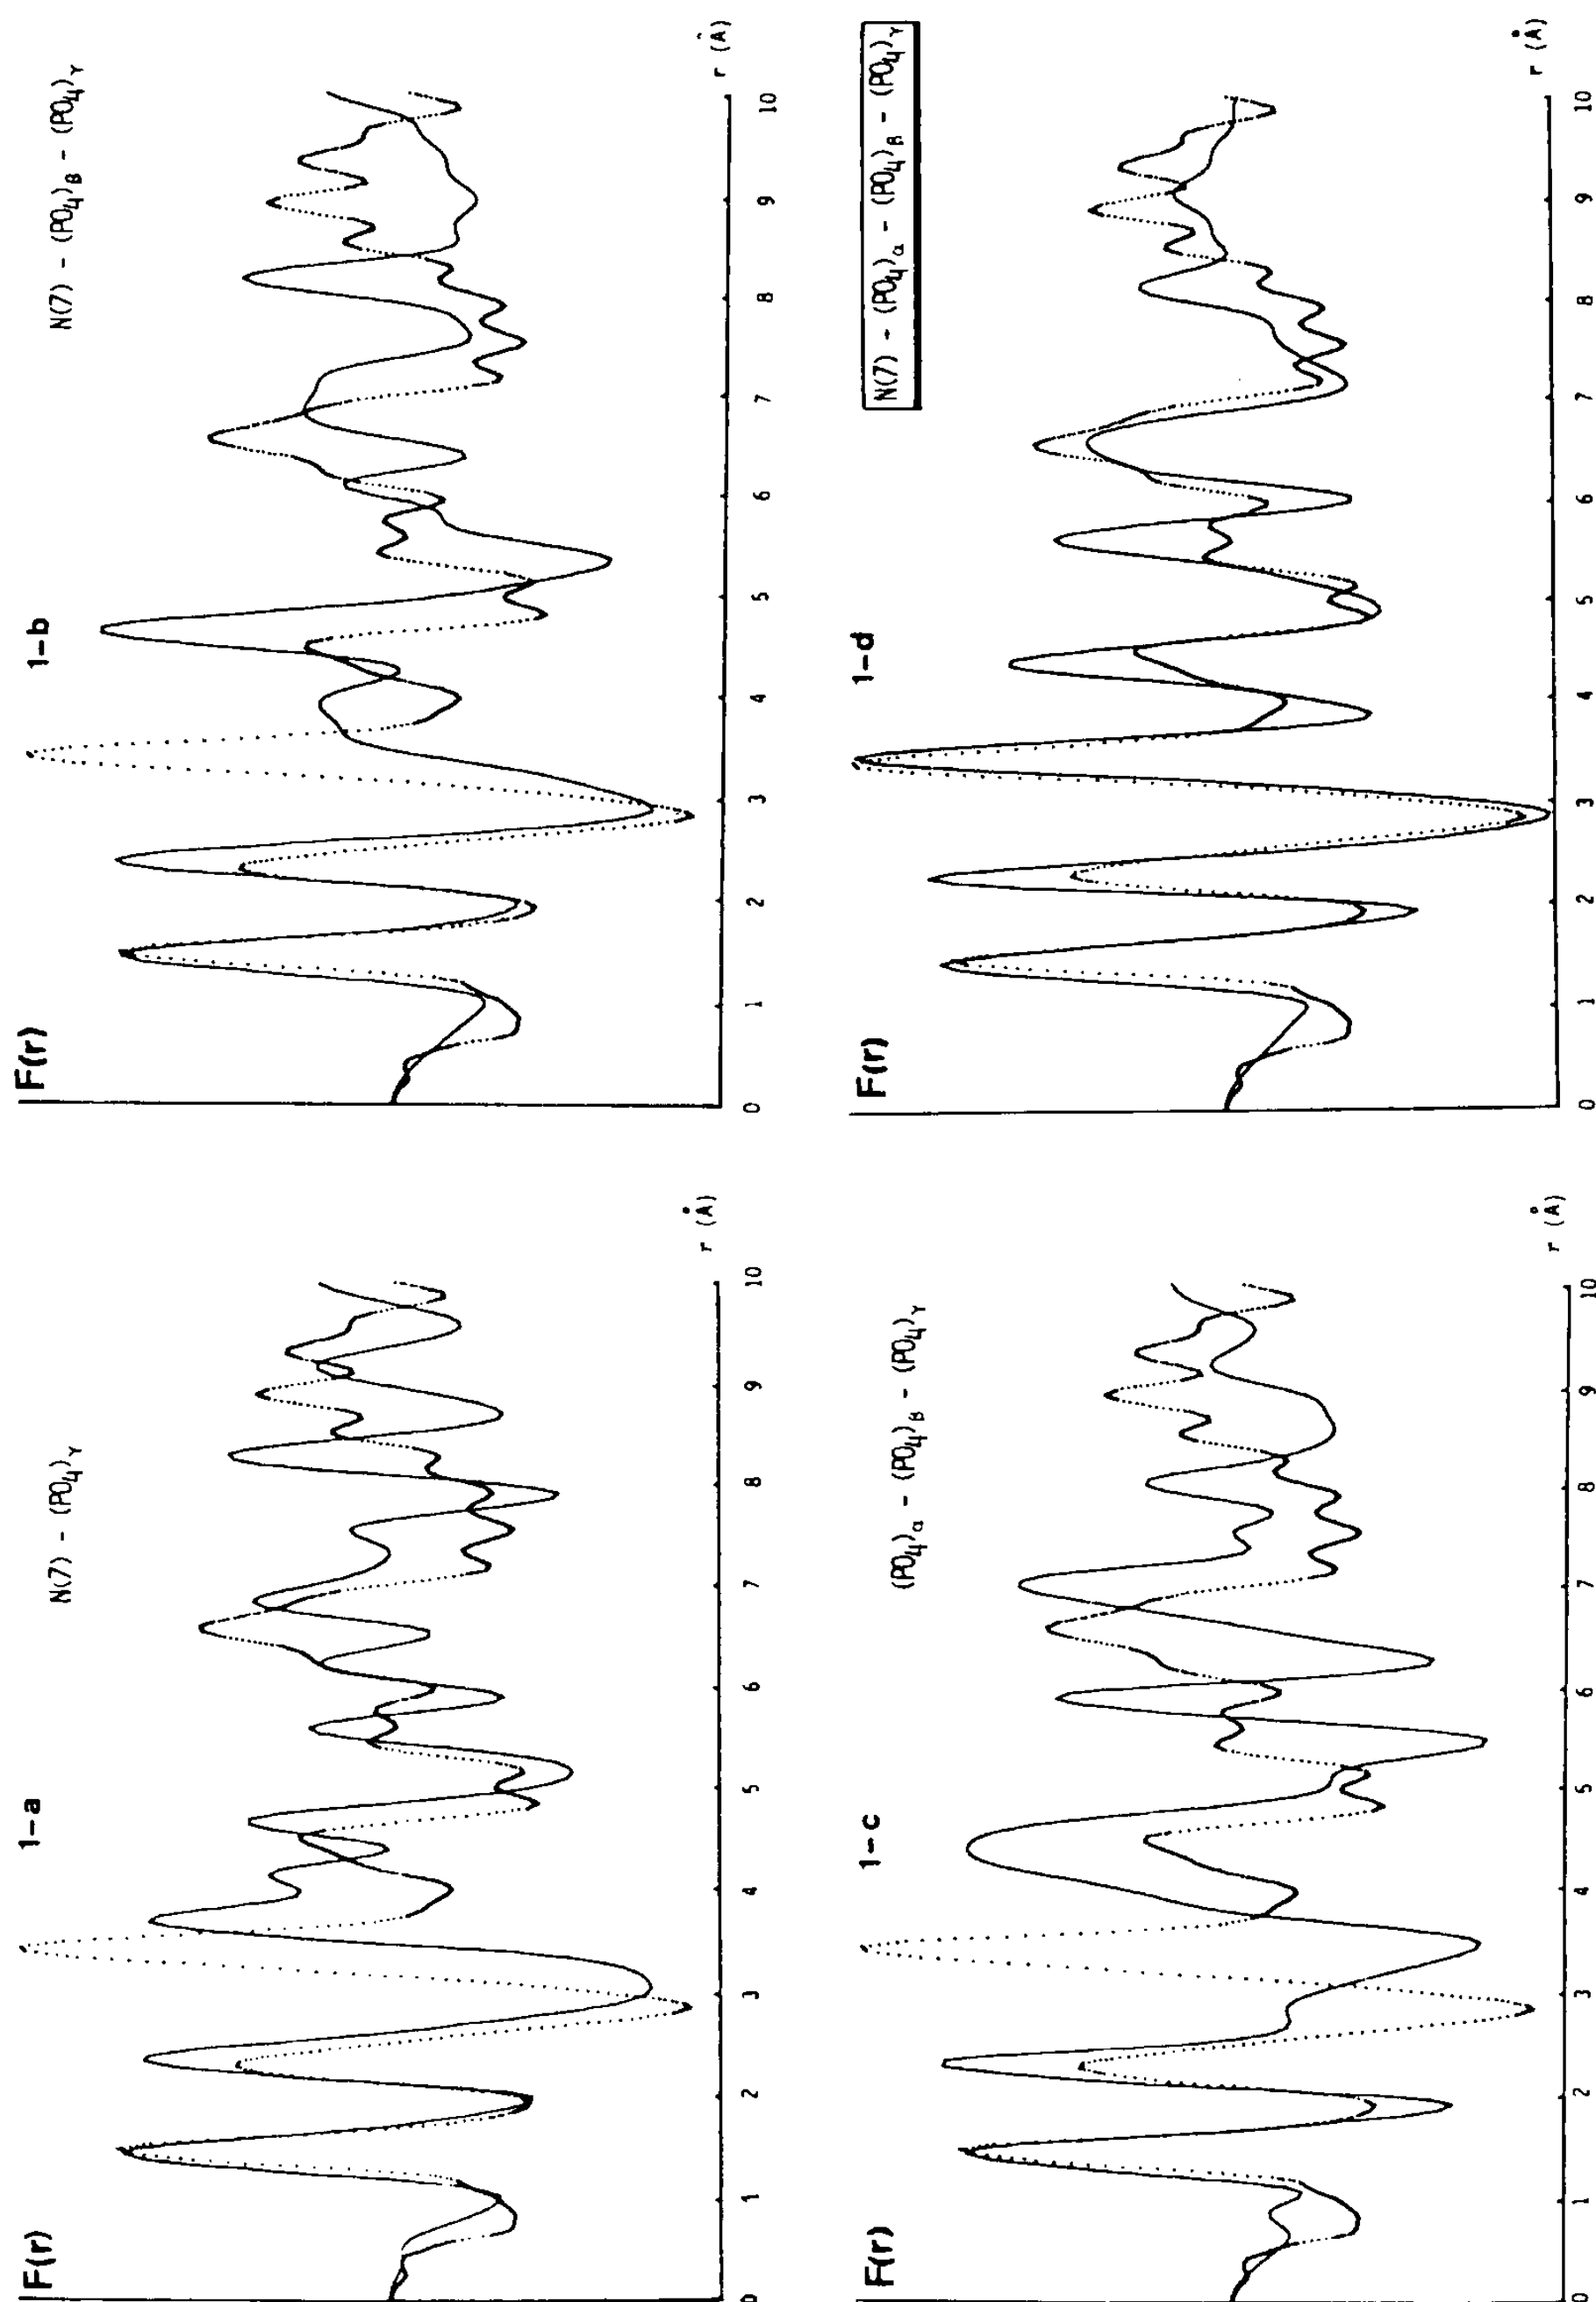 F(r)
1-a
N(7) - (PO4)γ
0 1 2 3 4 5 6 7 8 9 10
r (Å)
F(r)
1-b
N(7) - (PO4)β - (PO4)γ
0 1 2 3 4 5 6 7 8 9 10
r (Å)
F(r)
1-c
(PO4)α - (PO4)β - (PO4)γ
0 1 2 3 4 5 6 7 8 9 10
r (Å)
F(r)
1-d
N(7) - (PO4)α - (PO4)β - (PO4)γ
0 1 2 3 4 5 6 7 8 9 10
r (Å)